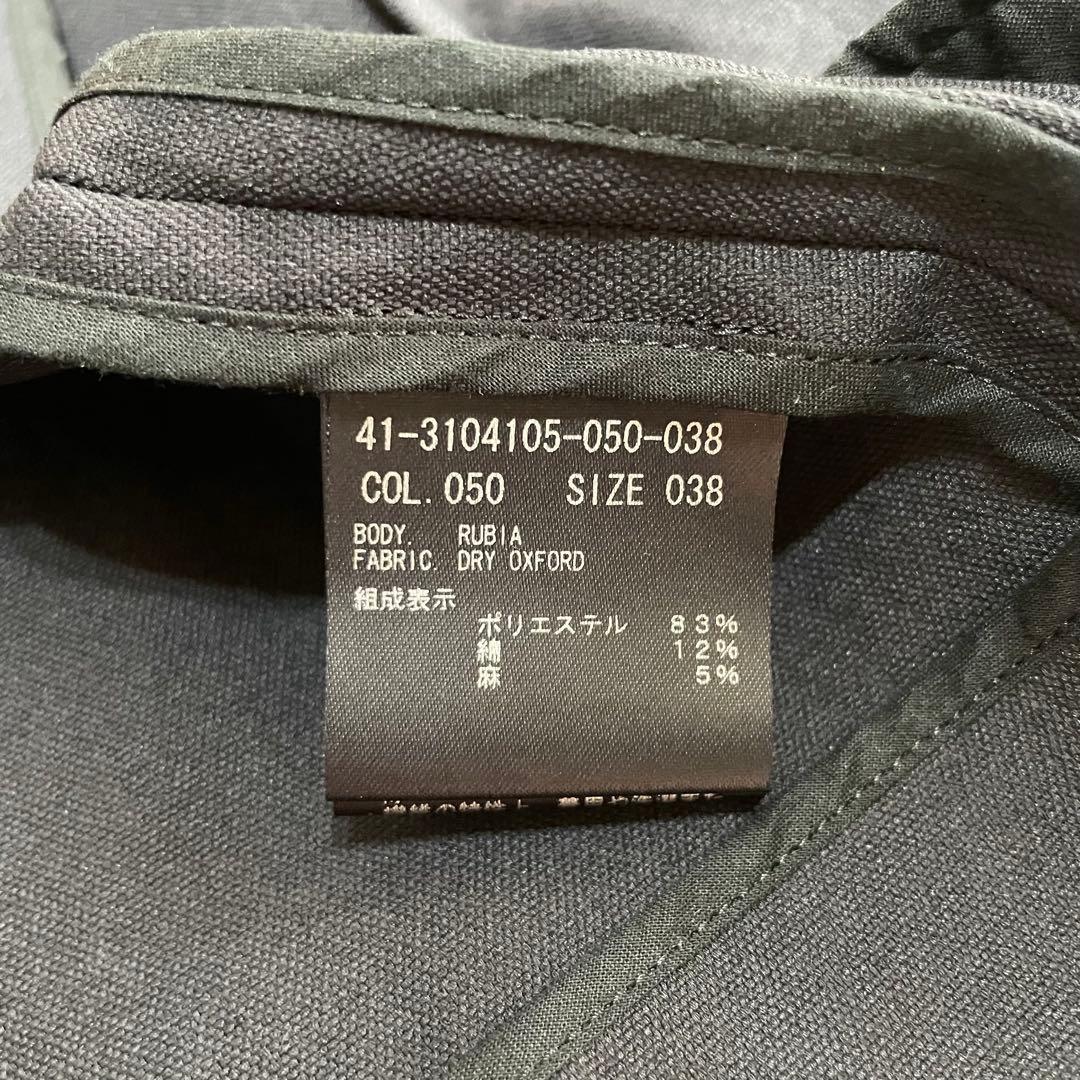 41-3104105-050-038
COL. 050 SIZE 038
BODY. RUBIA
FABRIC. DRY OXFORD
組成表示
ポリエステル 83%
綿 12%
麻 5%